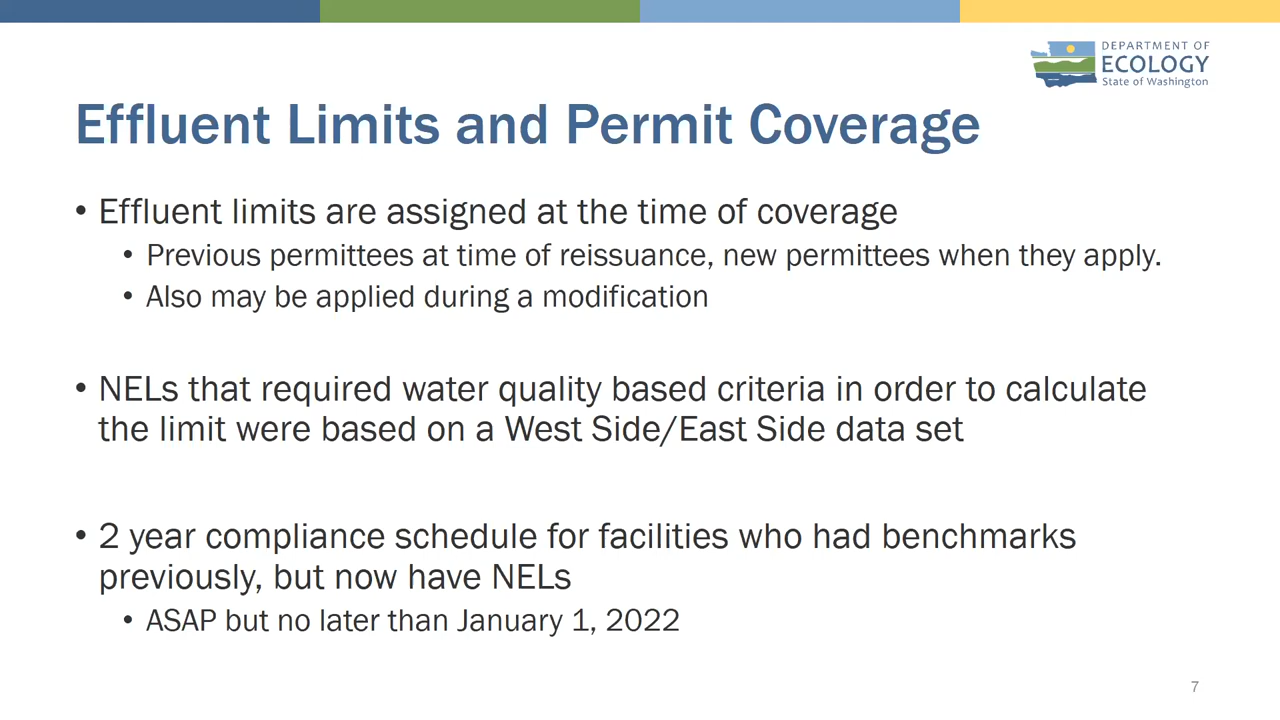 DEPARTMENT OF
ECOLOGY
State of Washington
Effluent Limits and Permit Coverage
• Effluent limits are assigned at the time of coverage
• Previous permittees at time of reissuance, new permittees when they apply.
• Also may be applied during a modification
• NELs that required water quality based criteria in order to calculate
the limit were based on a West Side/East Side data set
• 2 year compliance schedule for facilities who had benchmarks
previously, but now have NELs
• ASAP but no later than January 1, 2022
7